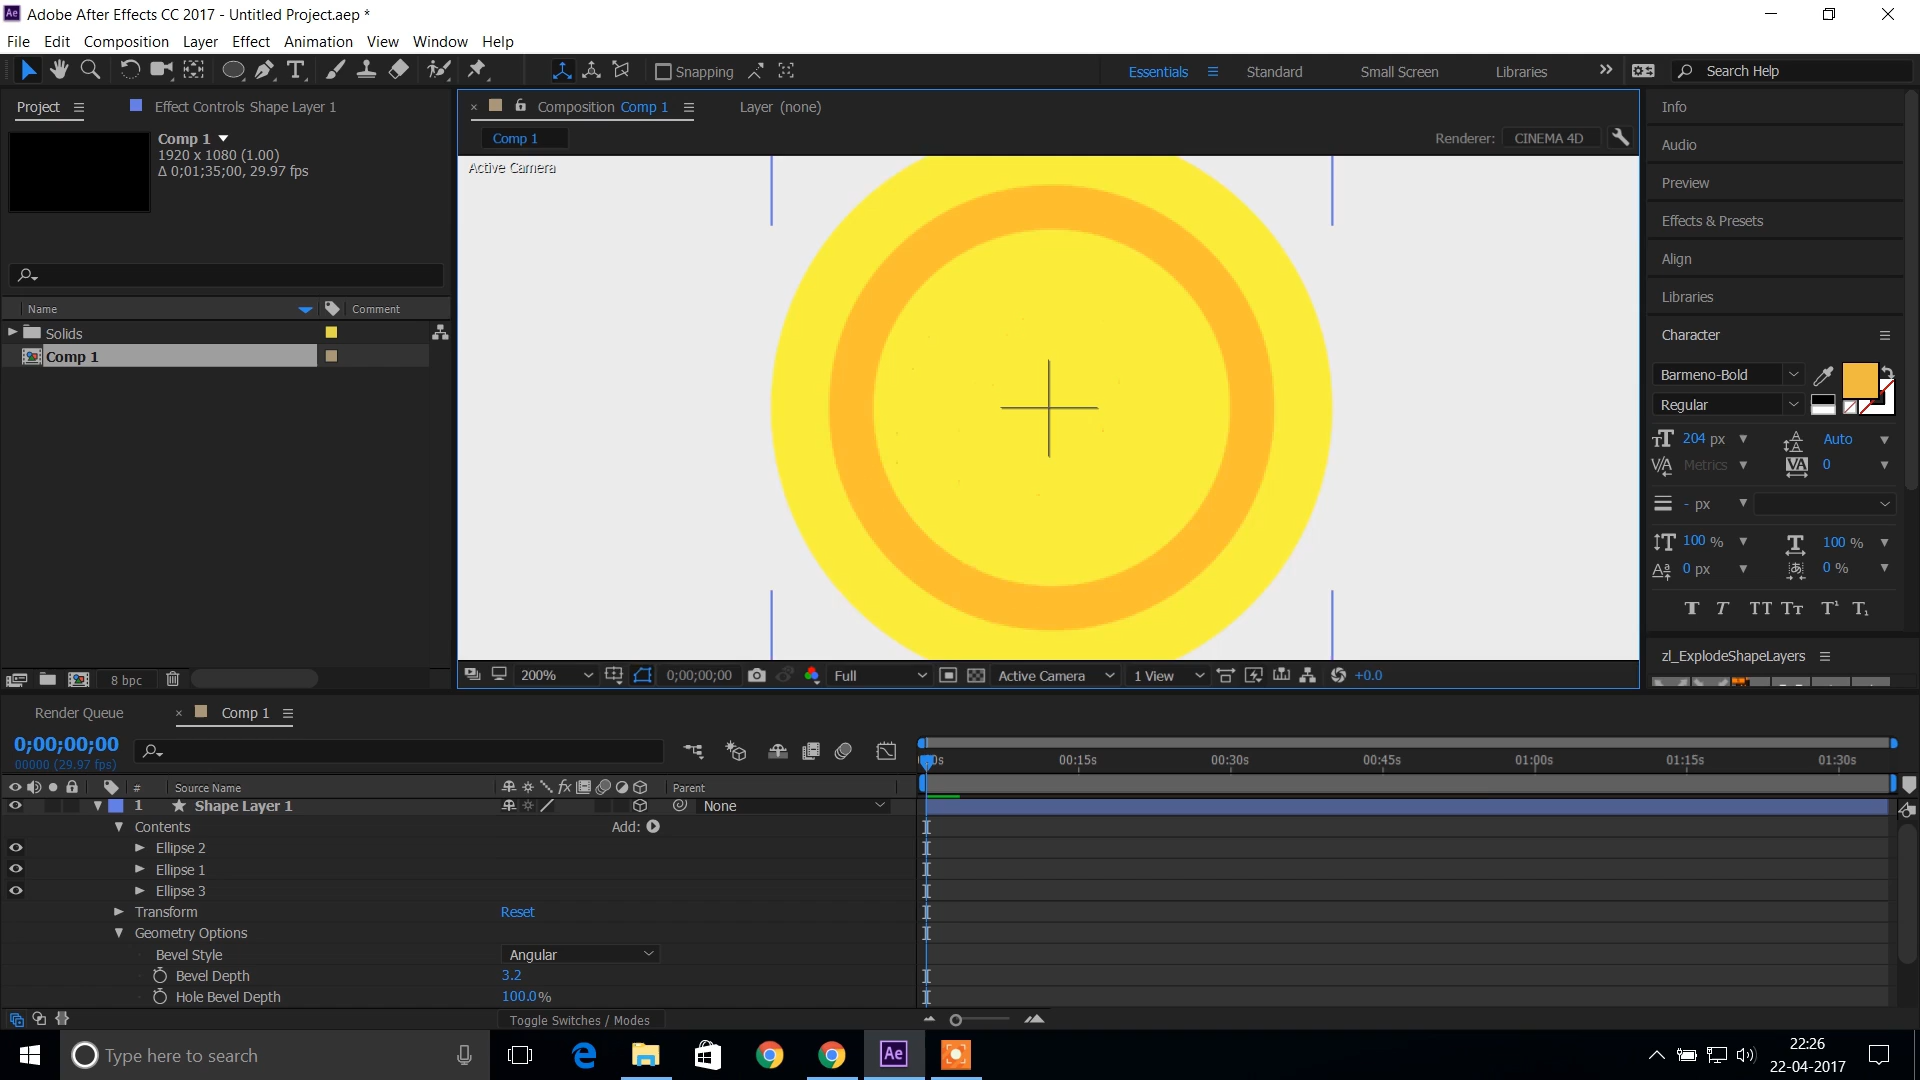 Adobe After Effects CC 2017 - Untitled Project.aep *
File Edit Composition Layer Effect Animation View Window Help
Snapping
Essentials Standard Small Screen Libraries Search Help
Project Effect Controls Shape Layer 1
Composition Comp 1 Layer (none)
Comp 1
1920 x 1080 (1.00)
Δ 0;01;35;00, 29.97 fps
Comp 1
Renderer: CINEMA 4D
Active Camera
Name Comment
Solids
Comp 1
8 bpc
200% 0;00;00;00 Full Active Camera 1 View +0.0
Info
Audio
Preview
Effects & Presets
Align
Libraries
Character
Barmeno-Bold
Regular
204 px Auto
Metrics 0
- px
100 % 100 %
0 px 0 %
zl_ExplodeShapeLayers
Render Queue Comp 1
0;00;00;00
00000 (29.97 fps)
00:15s 00:30s 00:45s 01:00s 01:15s 01:30s
# Source Name Parent
1 Shape Layer 1 None
Contents Add:
Ellipse 2
Ellipse 1
Ellipse 3
Transform Reset
Geometry Options
Bevel Style Angular
Bevel Depth 3.2
Hole Bevel Depth 100.0%
Toggle Switches / Modes
Type here to search
Ae
22:26
22-04-2017